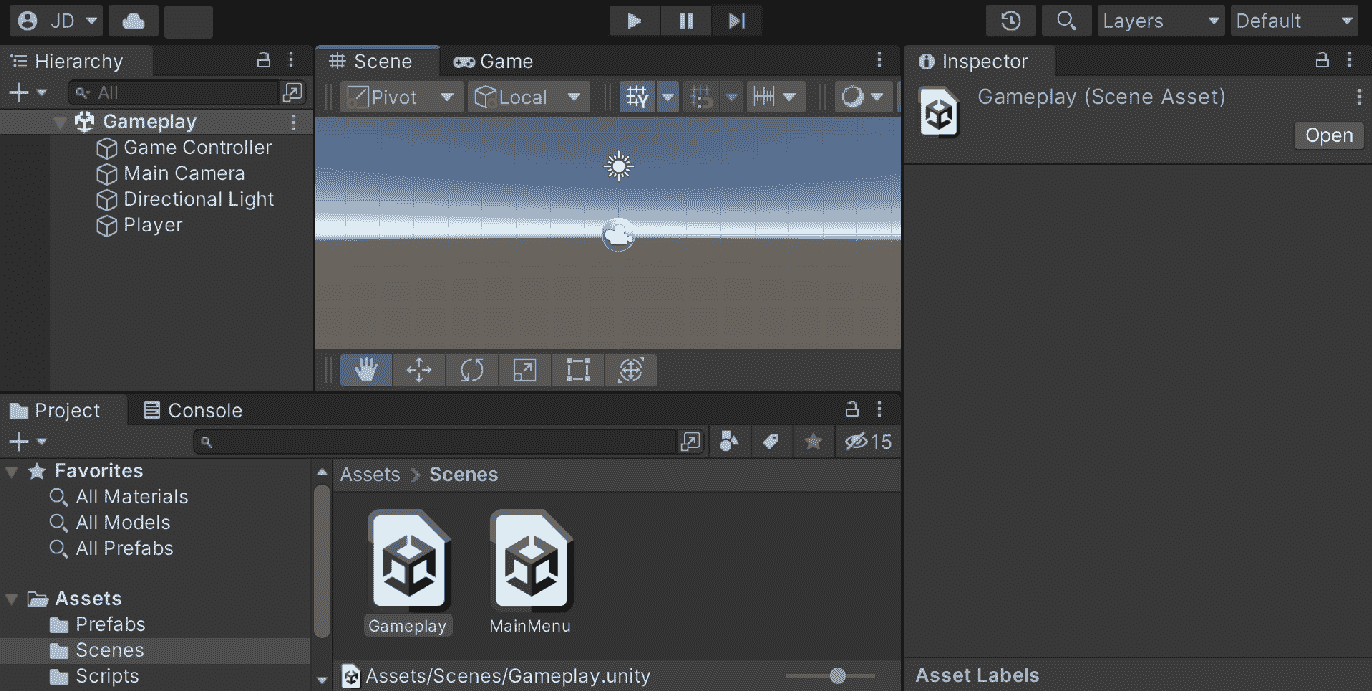 JD Layers Default
Hierarchy
All
Gameplay
Game Controller
Main Camera
Directional Light
Player
Scene Game
Pivot Local
Inspector
Gameplay (Scene Asset)
Open
Project Console
15
Favorites
All Materials
All Models
All Prefabs
Assets
Prefabs
Scenes
Scripts
Assets > Scenes
Gameplay MainMenu
Assets/Scenes/Gameplay.unity
Asset Labels